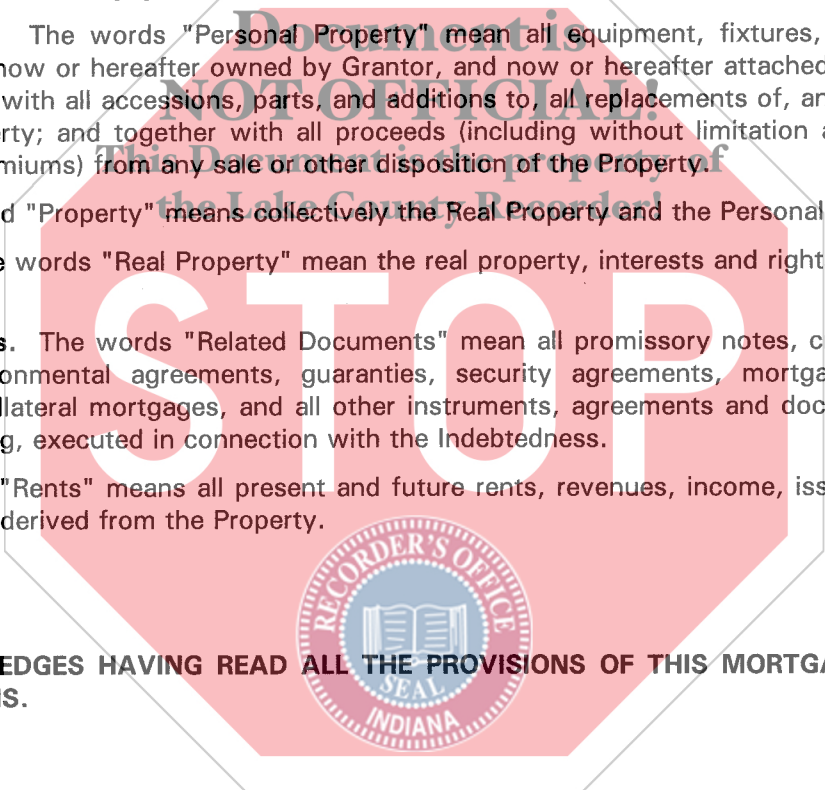 Document is
The words "Personal Property" mean all equipment, fixtures,
now or hereafter owned by Grantor, and now or hereafter attached
NOT OFFICIAL!
with all accessions, parts, and additions to, all replacements of, an
rty; and together with all proceeds (including without limitation a
This Document is the property of
miums) from any sale or other disposition of the Property.
the Lake County Recorder!
d "Property" means collectively the Real Property and the Personal
e words "Real Property" mean the real property, interests and right
STOP
s. The words "Related Documents" mean all promissory notes, c
onmental agreements, guaranties, security agreements, mortga
llateral mortgages, and all other instruments, agreements and doc
g, executed in connection with the Indebtedness.
"Rents" means all present and future rents, revenues, income, iss
derived from the Property.
RECORDER'S OFFICE
EDGES HAVING READ ALL THE PROVISIONS OF THIS MORTGA
SEAL
IS.
INDIANA